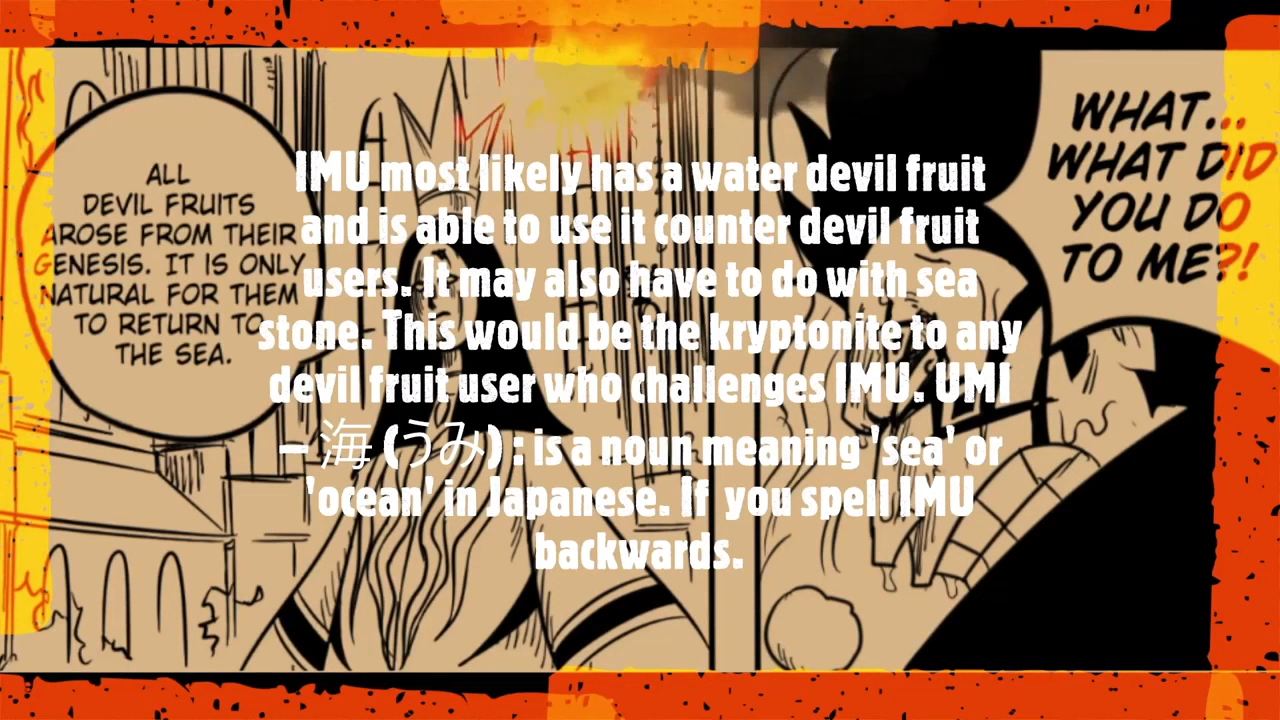 ALL
DEVIL FRUITS
AROSE FROM THEIR
GENESIS. IT IS ONLY
NATURAL FOR THEM
TO RETURN TO
THE SEA.
IMU most likely has a water devil fruit
and is able to use it counter devil fruit
users. It may also have to do with sea
stone. This would be the kryptonite to any
devil fruit user who challenges IMU. UMI
– 海 (うみ) : is a noun meaning 'sea' or
'ocean' in Japanese. If you spell IMU
backwards.
WHAT...
WHAT DID
YOU DO
TO ME?!